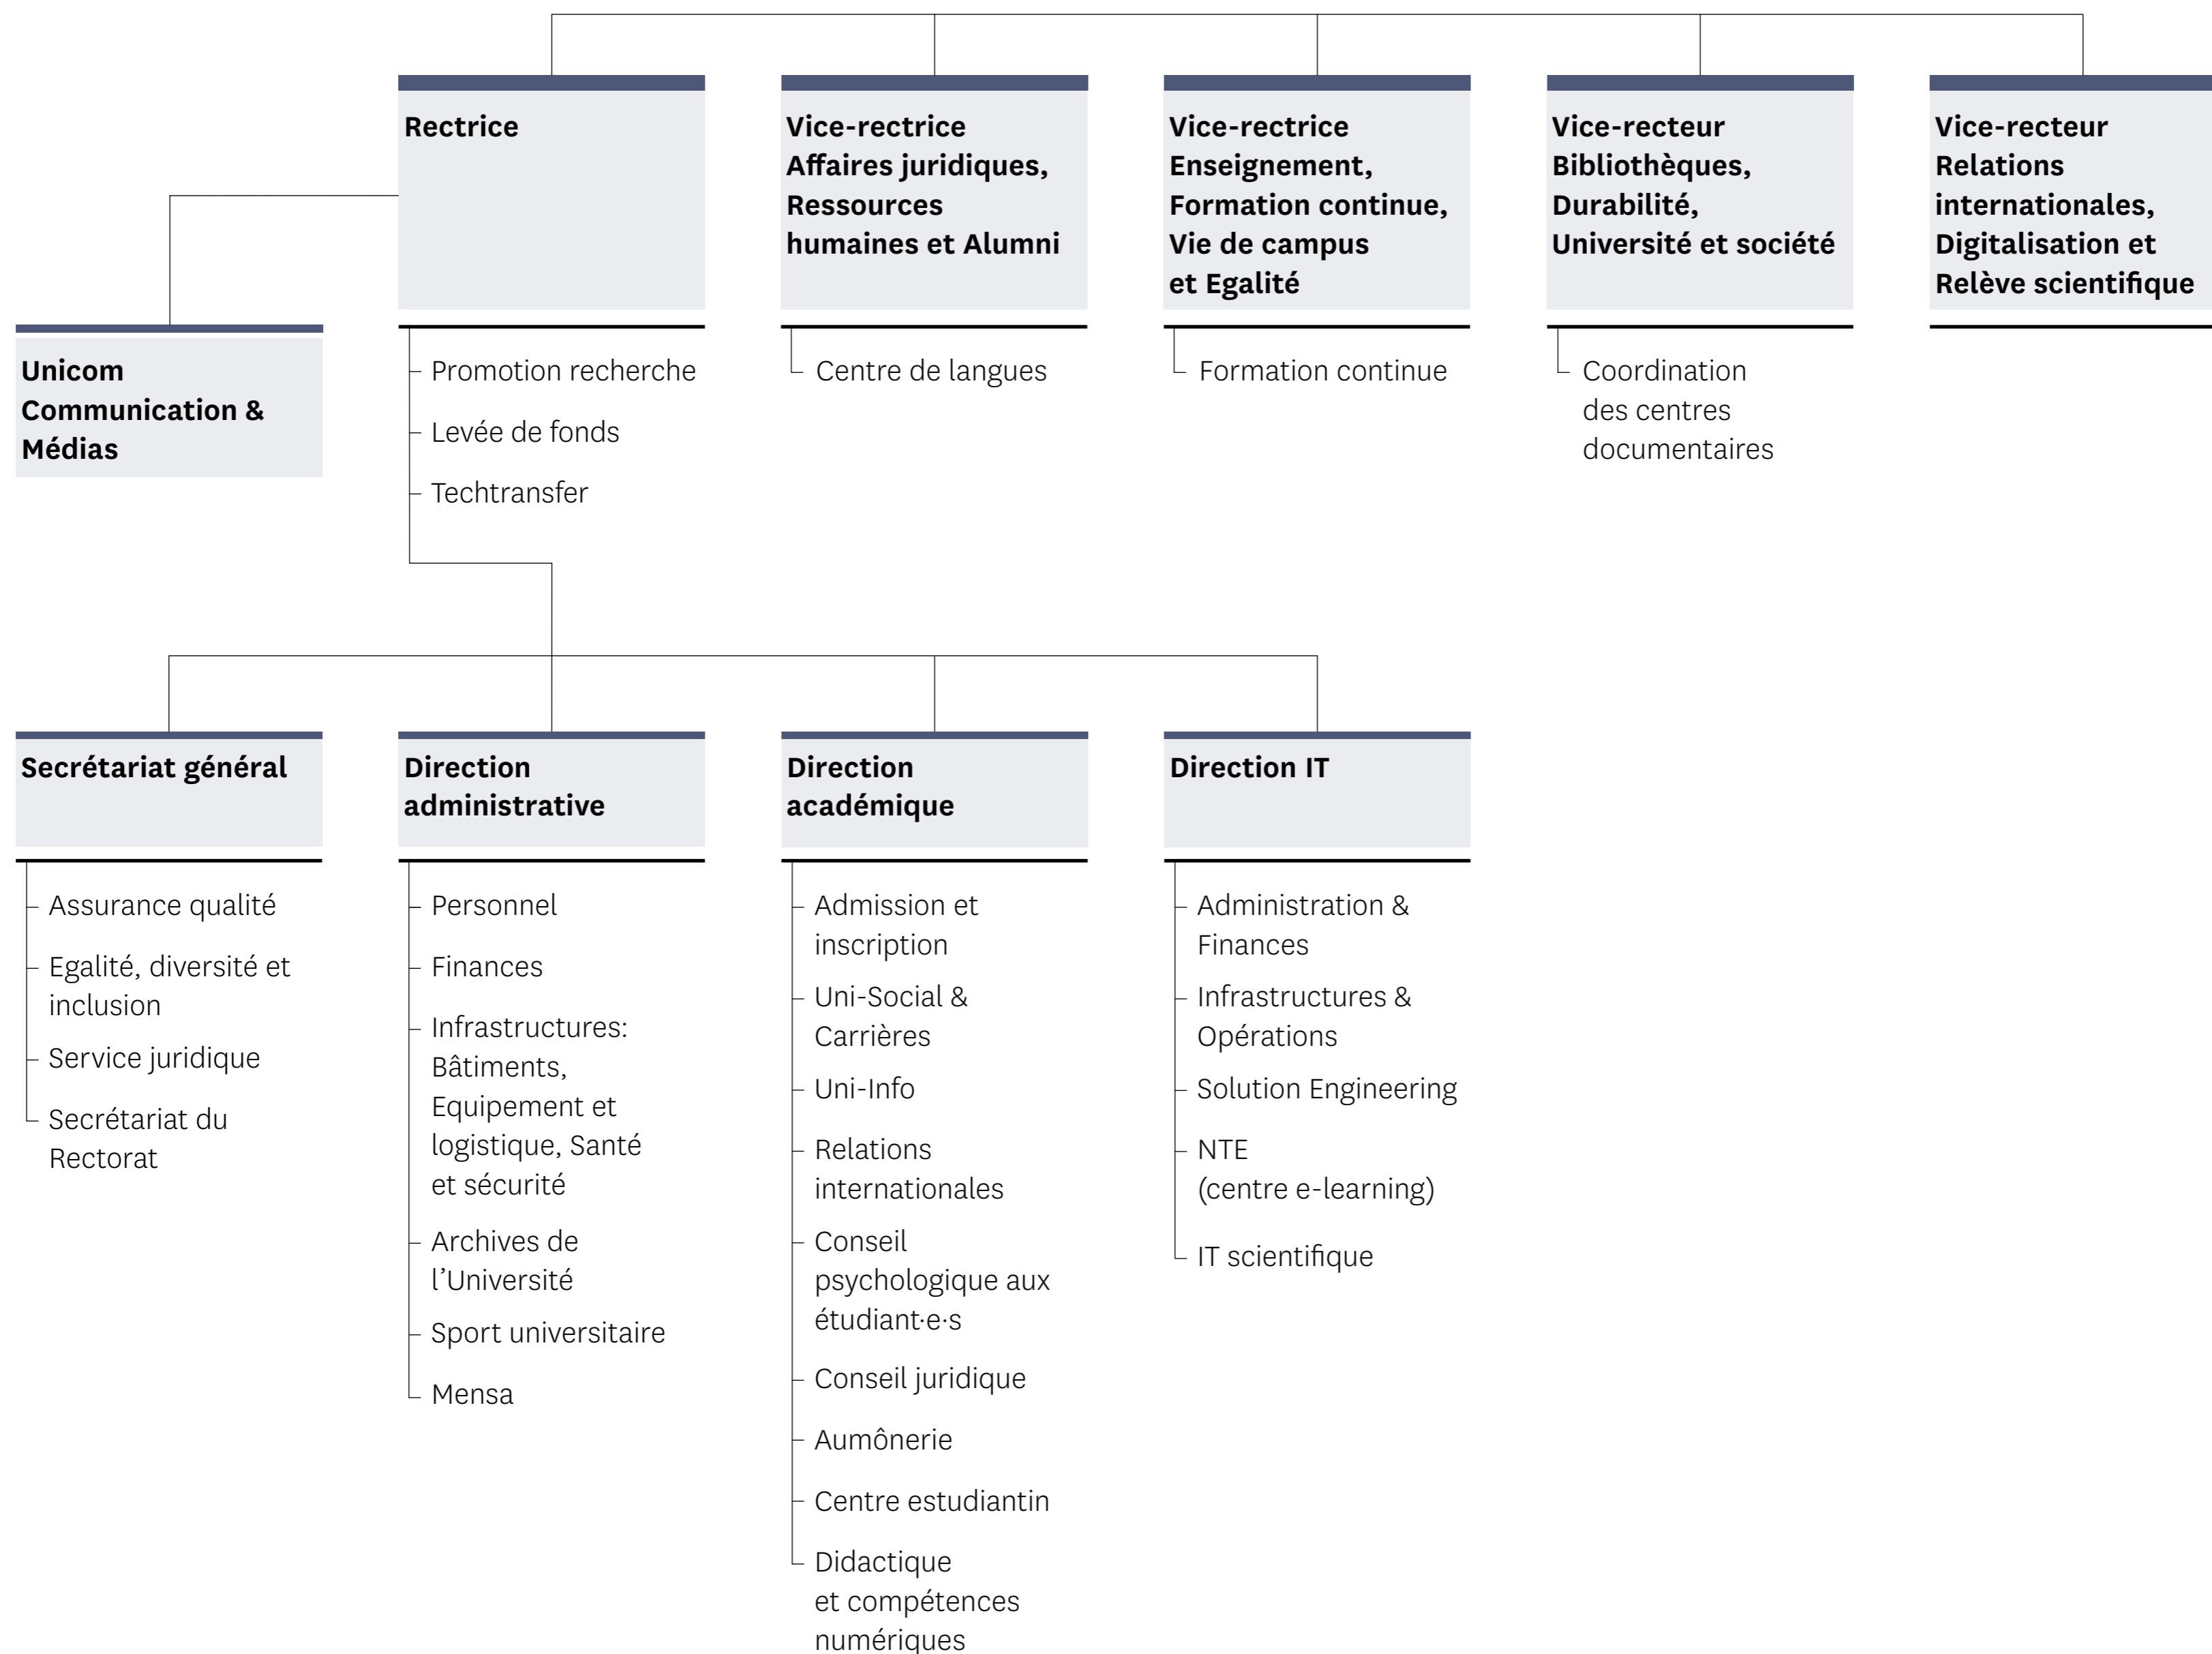 Rectrice
Vice-rectrice
Affaires juridiques,
Ressources
humaines et Alumni
Vice-rectrice
Enseignement,
Formation continue,
Vie de campus
et Egalité
Vice-recteur
Bibliothèques,
Durabilité,
Université et société
Vice-recteur
Relations
internationales,
Digitalisation et
Relève scientifique
Unicom
Communication &
Médias
Promotion recherche
Levée de fonds
Techtransfer
Centre de langues
Formation continue
Coordination
des centres
documentaires
Secrétariat général
Assurance qualité
Egalité, diversité et
inclusion
Service juridique
Secrétariat du
Rectorat
Direction
administrative
Personnel
Finances
Infrastructures:
Bâtiments,
Equipement et
logistique, Santé
et sécurité
Archives de
l’Université
Sport universitaire
Mensa
Direction
académique
Admission et
inscription
Uni-Social &
Carrières
Uni-Info
Relations
internationales
Conseil
psychologique aux
étudiant·e·s
Conseil juridique
Aumônerie
Centre estudiantin
Didactique
et compétences
numériques
Direction IT
Administration &
Finances
Infrastructures &
Opérations
Solution Engineering
NTE
(centre e-learning)
IT scientifique